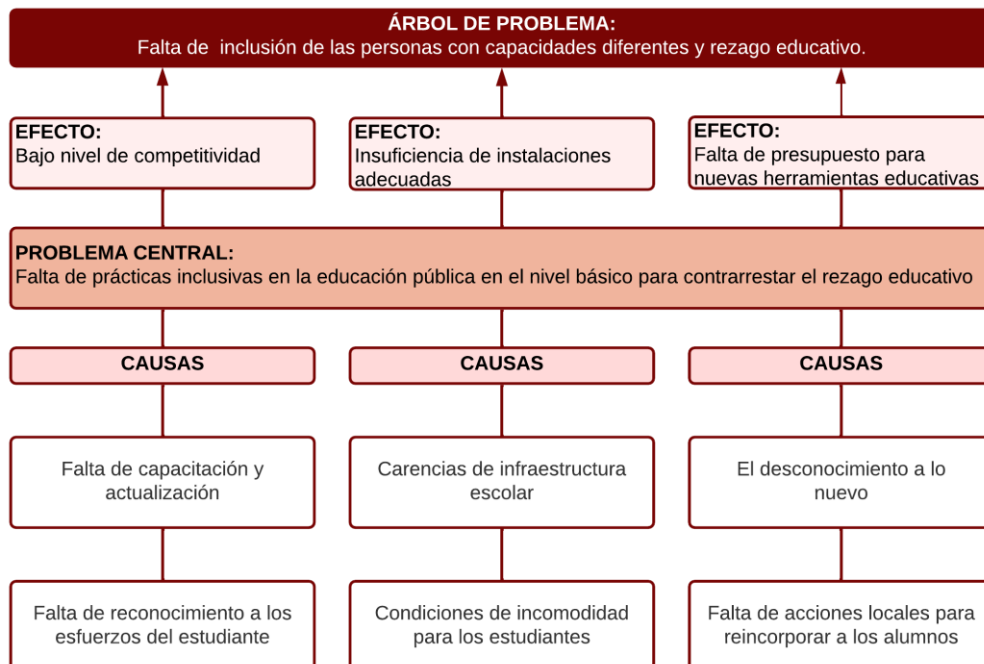 ÁRBOL DE PROBLEMA:
Falta de inclusión de las personas con capacidades diferentes y rezago educativo.
EFECTO:
Bajo nivel de competitividad
EFECTO:
Insuficiencia de instalaciones
adecuadas
EFECTO:
Falta de presupuesto para
nuevas herramientas educativas
PROBLEMA CENTRAL:
Falta de prácticas inclusivas en la educación pública en el nivel básico para contrarrestar el rezago educativo
CAUSAS
CAUSAS
CAUSAS
Falta de capacitación y
actualización
Carencias de infraestructura
escolar
El desconocimiento a lo
nuevo
Falta de reconocimiento a los
esfuerzos del estudiante
Condiciones de incomodidad
para los estudiantes
Falta de acciones locales para
reincorporar a los alumnos